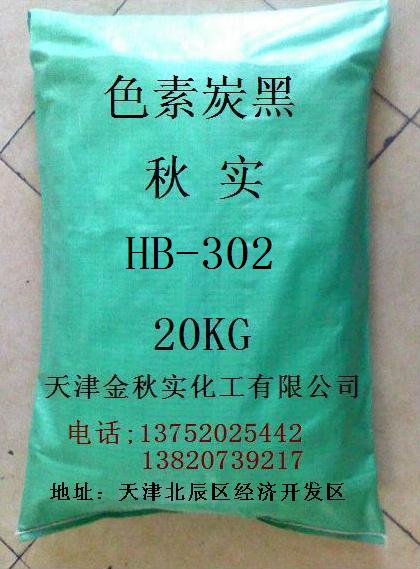 色素炭黑
秋 实
HB-302
20KG
天津金秋实化工有限公司
电话;13752025442
13820739217
地址：天津北辰区经济开发区